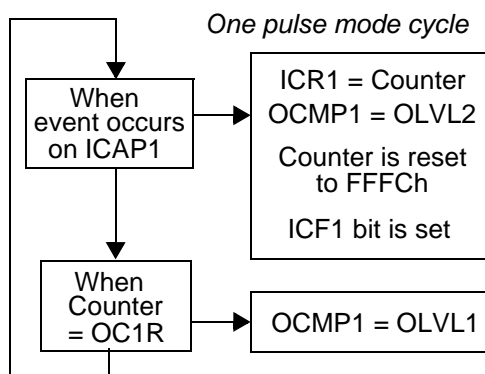 One pulse mode cycle
When
event occurs
on ICAP1
ICR1 = Counter
OCMP1 = OLVL2
Counter is reset
to FFFCh
ICF1 bit is set
When
Counter
= OC1R
OCMP1 = OLVL1